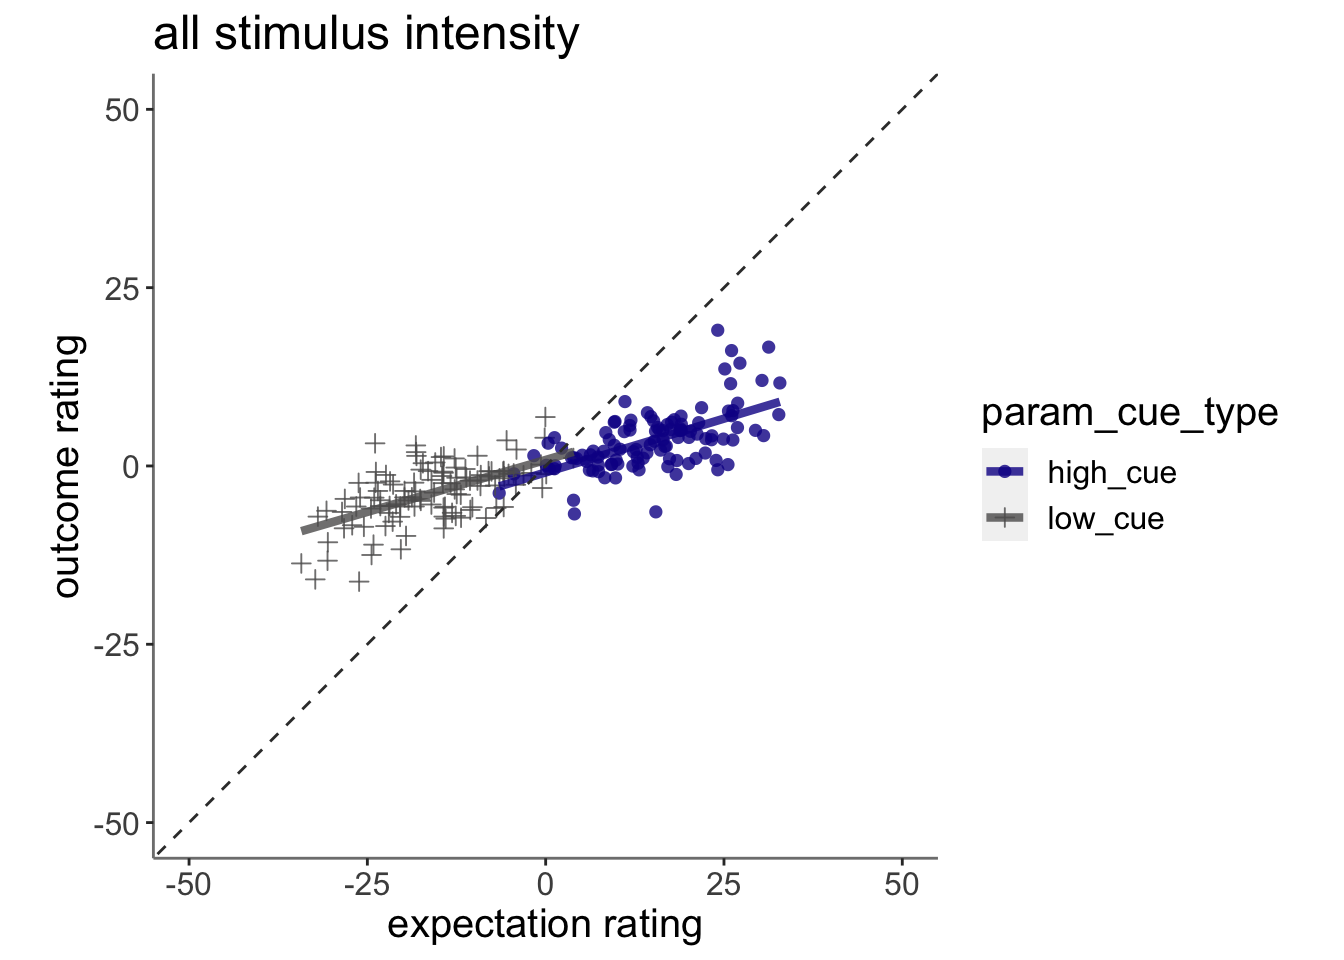 all stimulus intensity
50
25
0
-25
-50
outcome rating
-50
-25
0
25
50
expectation rating
param_cue_type
high_cue
low_cue